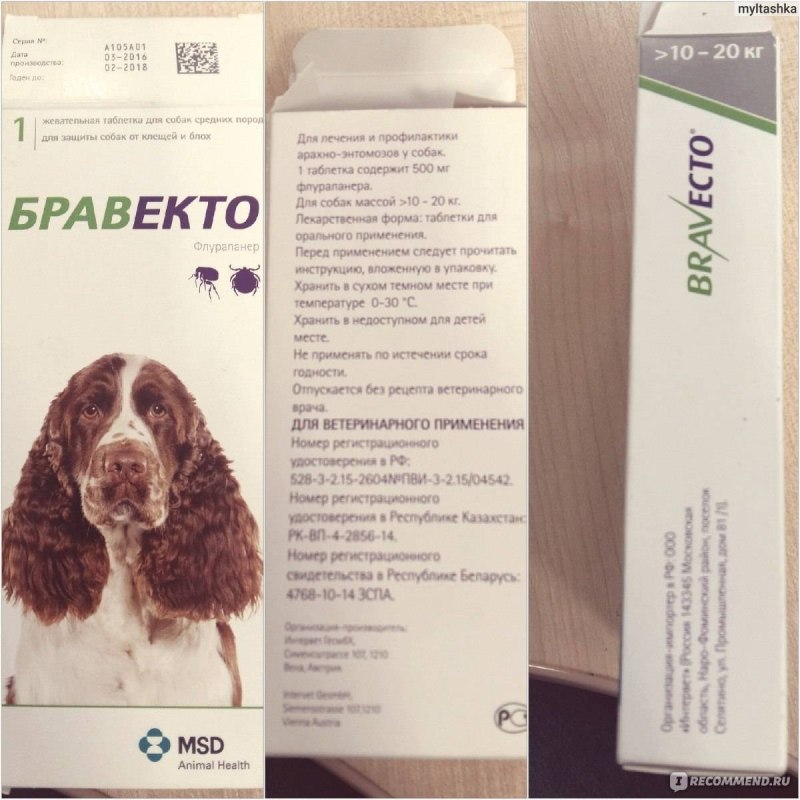 myltashka
Серия №: A105A01
Дата
производства: 03-2016
Годен до: 02-2018
1 жевательная таблетка для собак средних пород
для защиты собак от клещей и блох
БРАВЕКТО
Флураланер
MSD
Animal Health
Для лечения и профилактики
арахно-энтомозов у собак.
1 таблетка содержит 500 мг
флураланера.
Для собак массой >10 - 20 кг.
Лекарственная форма: таблетки для
орального применения.
Перед применением следует прочитать
инструкцию, вложенную в упаковку.
Хранить в сухом темном месте при
температуре 0-30 °С.
Хранить в недоступном для детей
месте.
Не применять по истечении срока
годности.
Отпускается без рецепта ветеринарного
врача.
ДЛЯ ВЕТЕРИНАРНОГО ПРИМЕНЕНИЯ
Номер регистрационного
удостоверения в РФ:
528-3-2.15-2604№ПВИ-3-2.15/04542.
Номер регистрационного
удостоверения в Республике Казахстан:
РК-ВП-4-2856-14.
Номер регистрационного
свидетельства в Республике Беларусь:
4768-10-14 ЗСПА.
Организация-производитель:
Интервет ГесмбХ,
Сименсштрассе 107, 1210
Вена, Австрия
Intervet GesmbH,
Siemensstrasse 107,1210
Vienna Austria
>10 – 20 кг
BRAVECTO®
Организация-импортер в РФ: ООО
«Интервет» (Россия 143345 Московская
область, Наро-Фоминский район, поселок
Селятино, ул. Промышленная, дом 81/1).
IRECOMMEND.RU